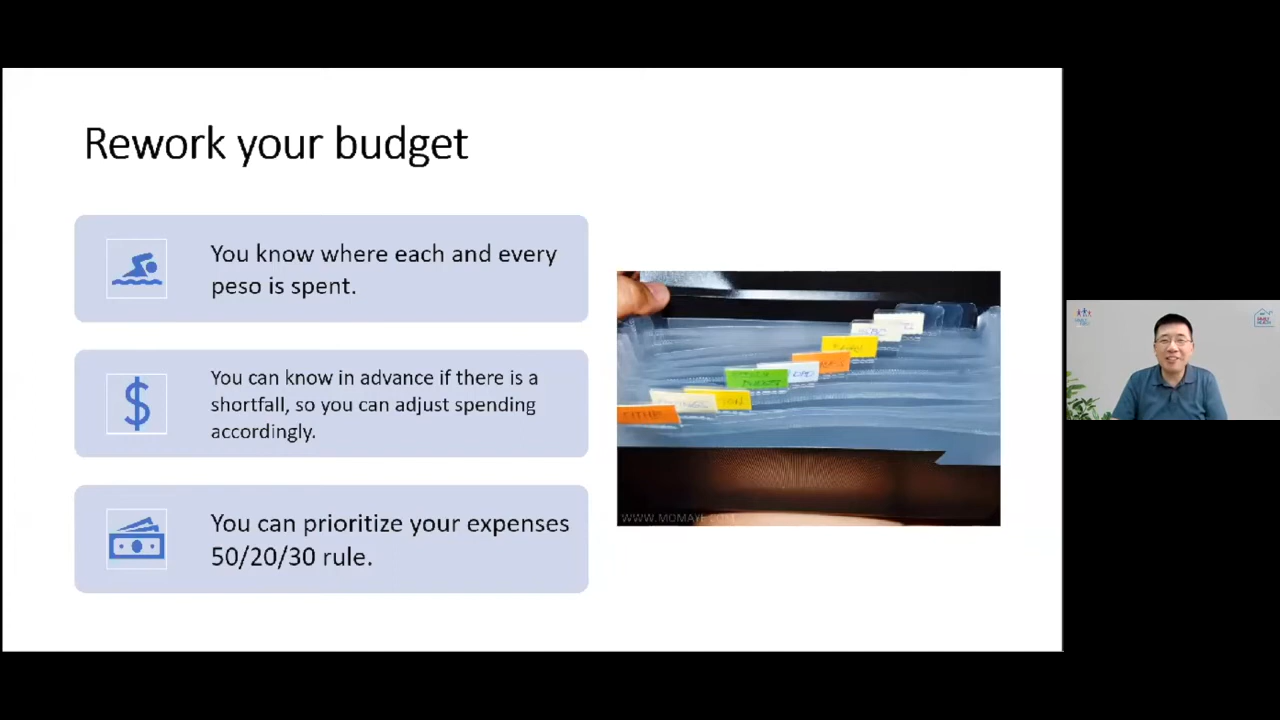 Rework your budget
You know where each and every
peso is spent.
You can know in advance if there is a
shortfall, so you can adjust spending
accordingly.
You can prioritize your expenses
50/20/30 rule.